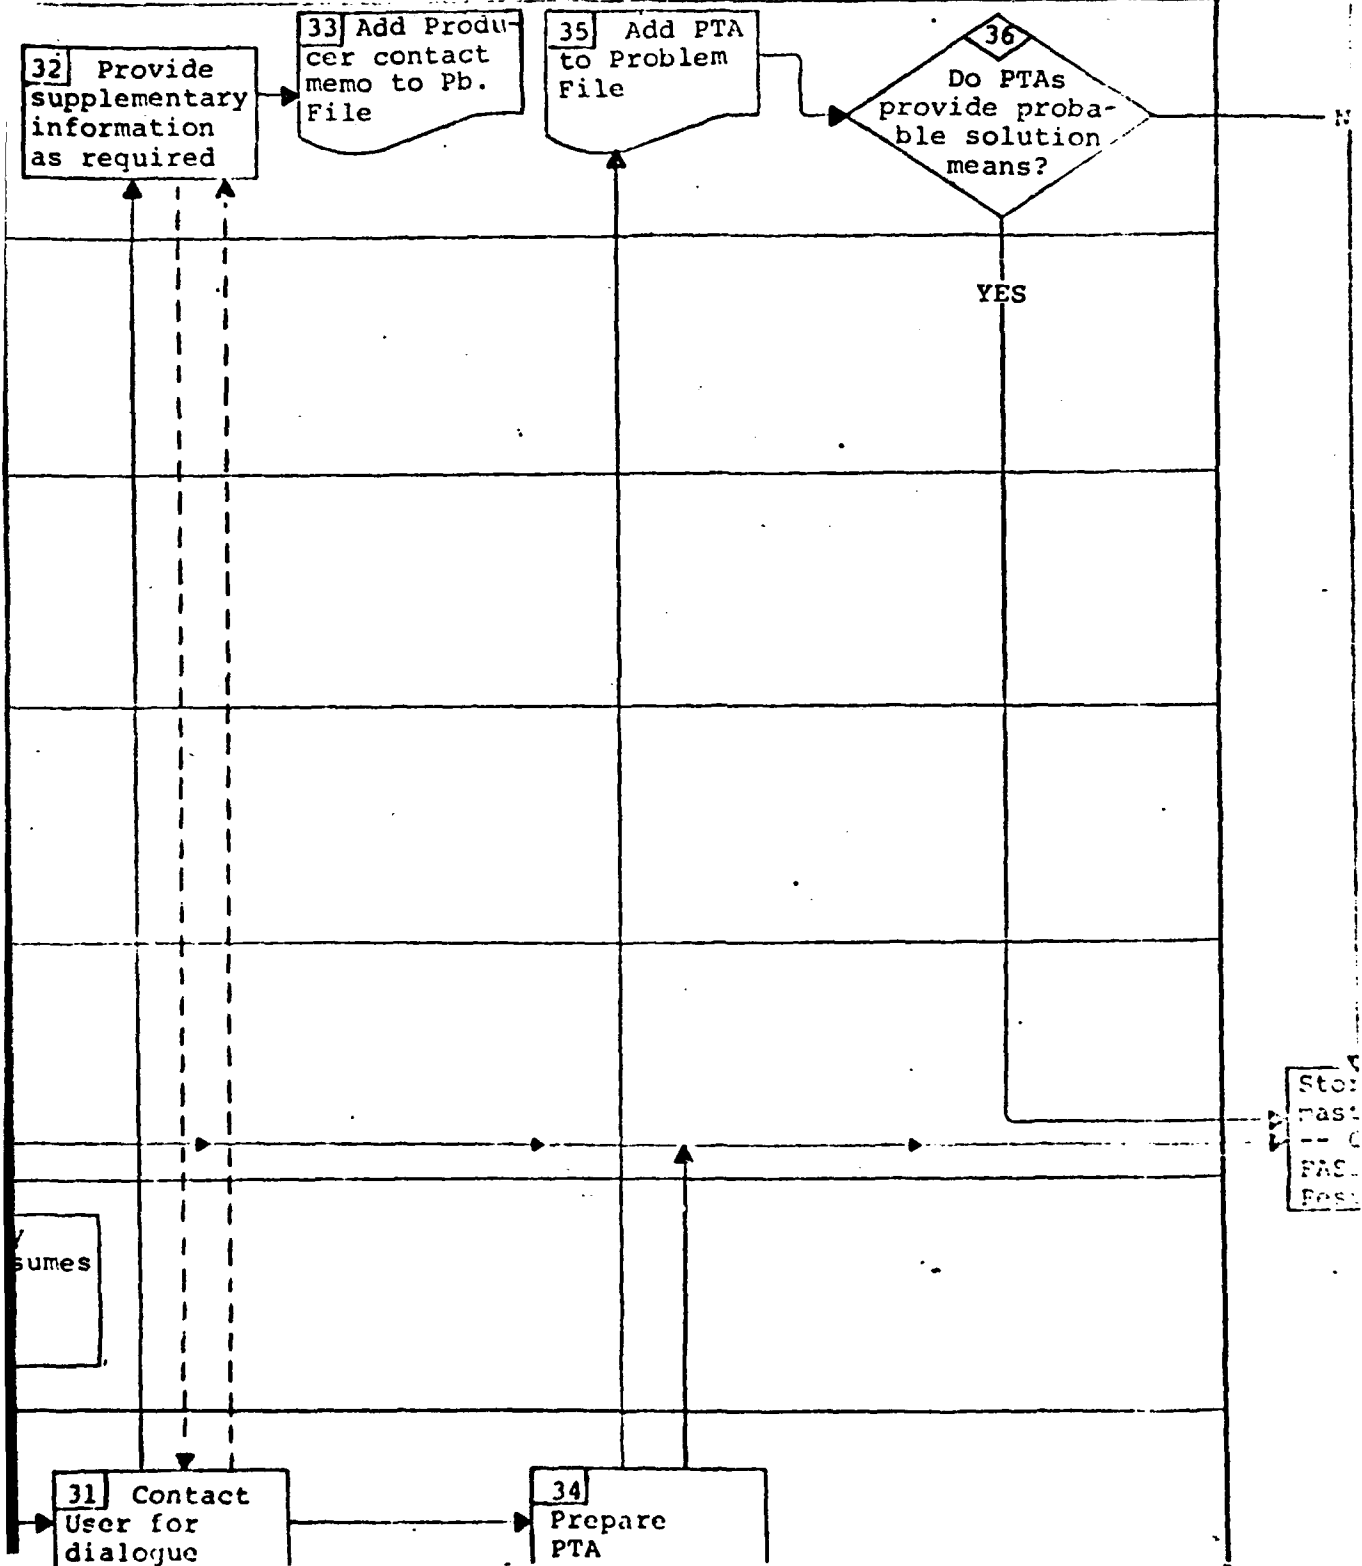 32 Provide
supplementary
information
as required
33 Add Produ-
cer contact
memo to Pb.
File
35 Add PTA
to Problem
File
36
Do PTAs
provide proba-
ble solution
means?
N
YES
sumes
31 Contact
User for
dialogue
34
Prepare
PTA